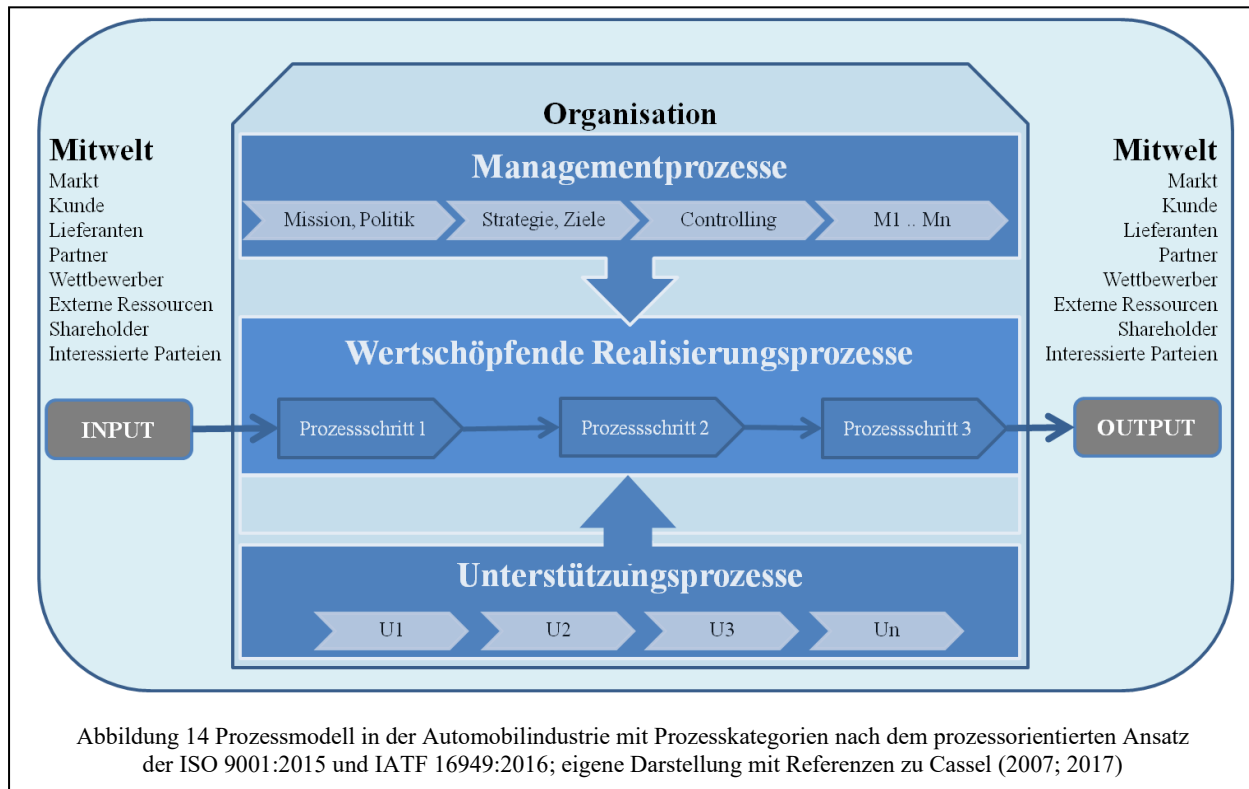 Organisation
Mitwelt
Markt
Kunde
Lieferanten
Partner
Wettbewerber
Externe Ressourcen
Shareholder
Interessierte Parteien
INPUT
Managementprozesse
Mission, Politik
Strategie, Ziele
Controlling
M1 .. Mn
Wertschöpfende Realisierungsprozesse
Prozessschritt 1
Prozessschritt 2
Prozessschritt 3
Unterstützungsprozesse
U1
U2
U3
Un
Mitwelt
Markt
Kunde
Lieferanten
Partner
Wettbewerber
Externe Ressourcen
Shareholder
Interessierte Parteien
OUTPUT
Abbildung 14 Prozessmodell in der Automobilindustrie mit Prozesskategorien nach dem prozessorientierten Ansatz
der ISO 9001:2015 und IATF 16949:2016; eigene Darstellung mit Referenzen zu Cassel (2007; 2017)